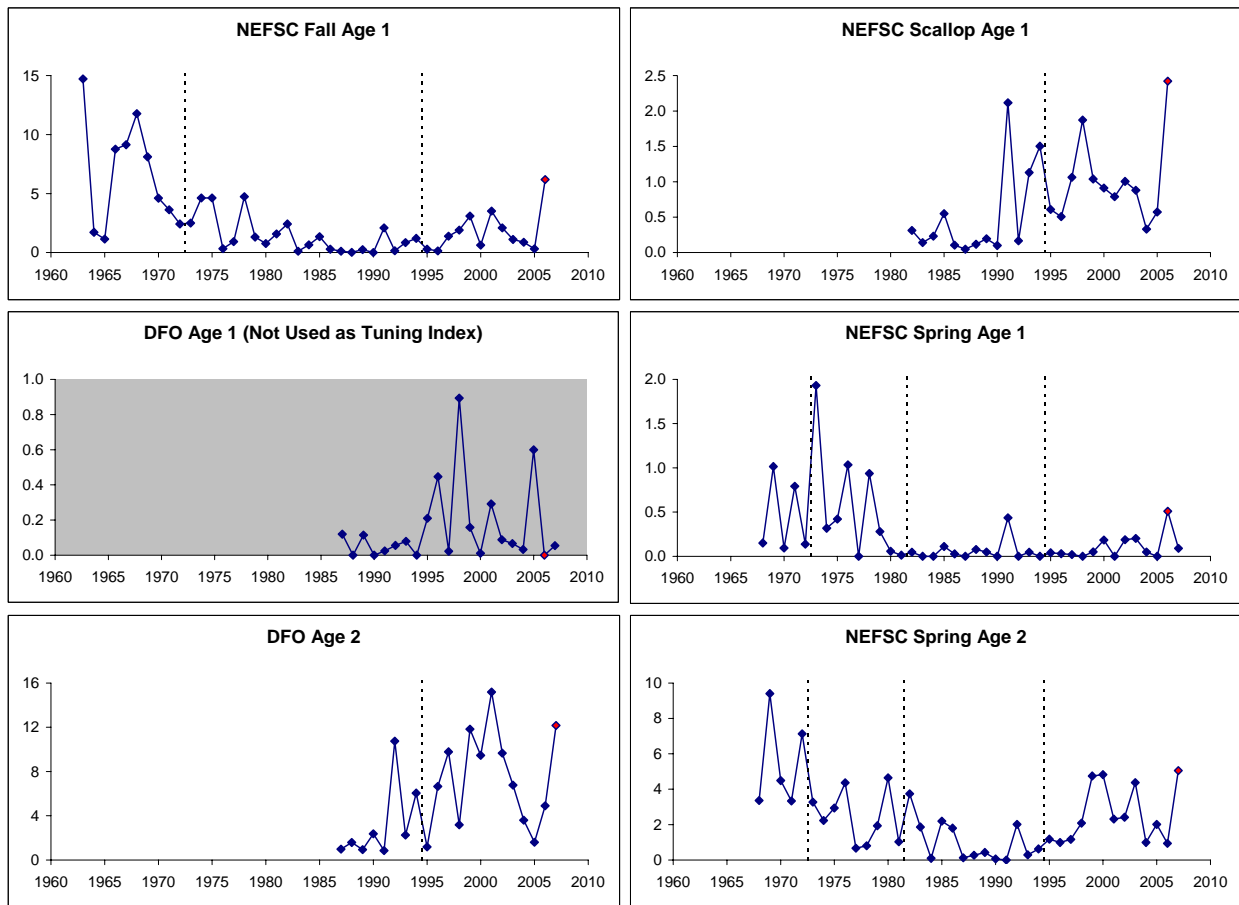 NEFSC Fall Age 1
15
10
5
0
1960 1965 1970 1975 1980 1985 1990 1995 2000 2005 2010
NEFSC Scallop Age 1
2.5
2.0
1.5
1.0
0.5
0.0
1960 1965 1970 1975 1980 1985 1990 1995 2000 2005 2010
DFO Age 1 (Not Used as Tuning Index)
1.0
0.8
0.6
0.4
0.2
0.0
1960 1965 1970 1975 1980 1985 1990 1995 2000 2005 2010
NEFSC Spring Age 1
2.0
1.5
1.0
0.5
0.0
1960 1965 1970 1975 1980 1985 1990 1995 2000 2005 2010
DFO Age 2
16
12
8
4
0
1960 1965 1970 1975 1980 1985 1990 1995 2000 2005 2010
NEFSC Spring Age 2
10
8
6
4
2
0
1960 1965 1970 1975 1980 1985 1990 1995 2000 2005 2010